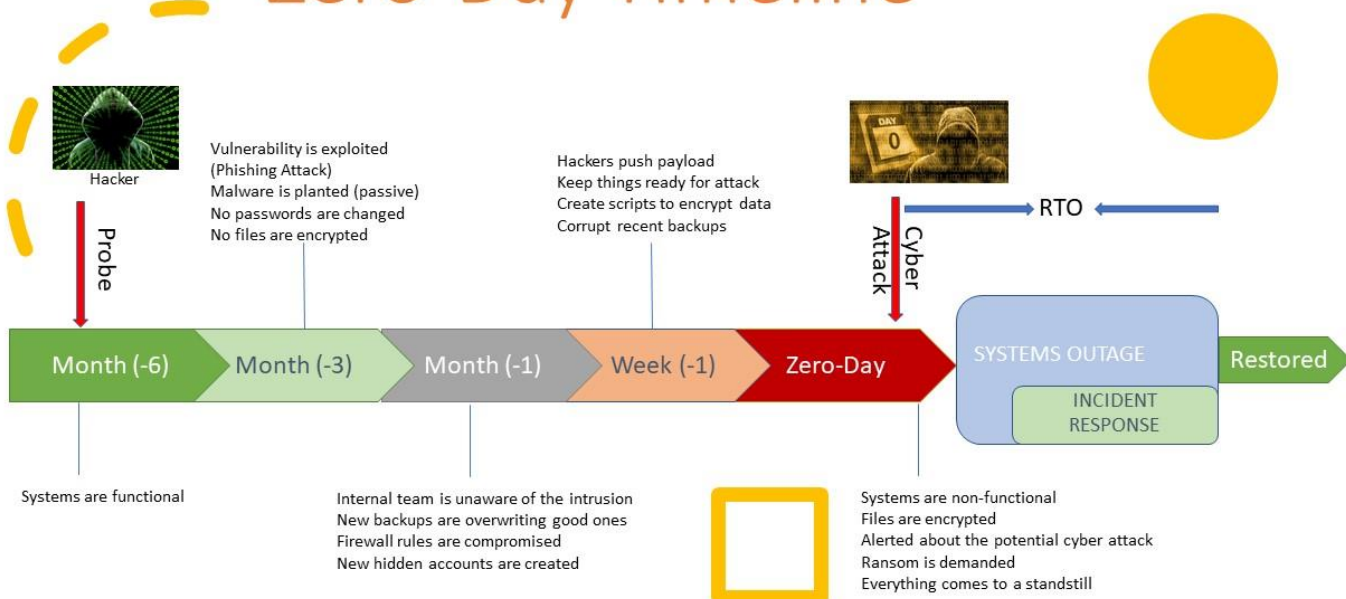 Zero-Day Timeline
Hacker
Probe
Vulnerability is exploited
(Phishing Attack)
Malware is planted (passive)
No passwords are changed
No files are encrypted
Hackers push payload
Keep things ready for attack
Create scripts to encrypt data
Corrupt recent backups
DAY
0
Cyber
Attack
RTO
Month (-6)
Month (-3)
Month (-1)
Week (-1)
Zero-Day
SYSTEMS OUTAGE
INCIDENT
RESPONSE
Restored
Systems are functional
Internal team is unaware of the intrusion
New backups are overwriting good ones
Firewall rules are compromised
New hidden accounts are created
Systems are non-functional
Files are encrypted
Alerted about the potential cyber attack
Ransom is demanded
Everything comes to a standstill